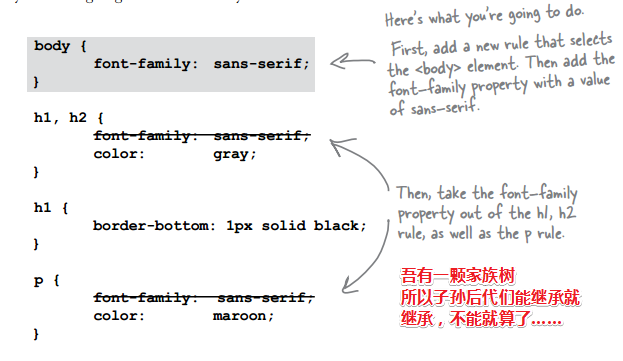 Here's what you're going to do.
body {
font-family: sans-serif;
}
First, add a new rule that selects
the <body> element. Then add the
font-family property with a value
of sans-serif.
h1, h2 {
font-family: sans-serif;
color: gray;
}
h1 {
border-bottom: 1px solid black;
}
Then, take the font-family
property out of the h1, h2
rule, as well as the p rule.
p {
font-family: sans-serif;
color: maroon;
}
吾有一颗家族树
所以子孙后代们能继承就
继承，不能就算了……